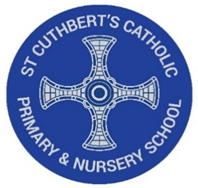 ST CUTHBERT'S CATHOLIC
PRIMARY & NURSERY SCHOOL